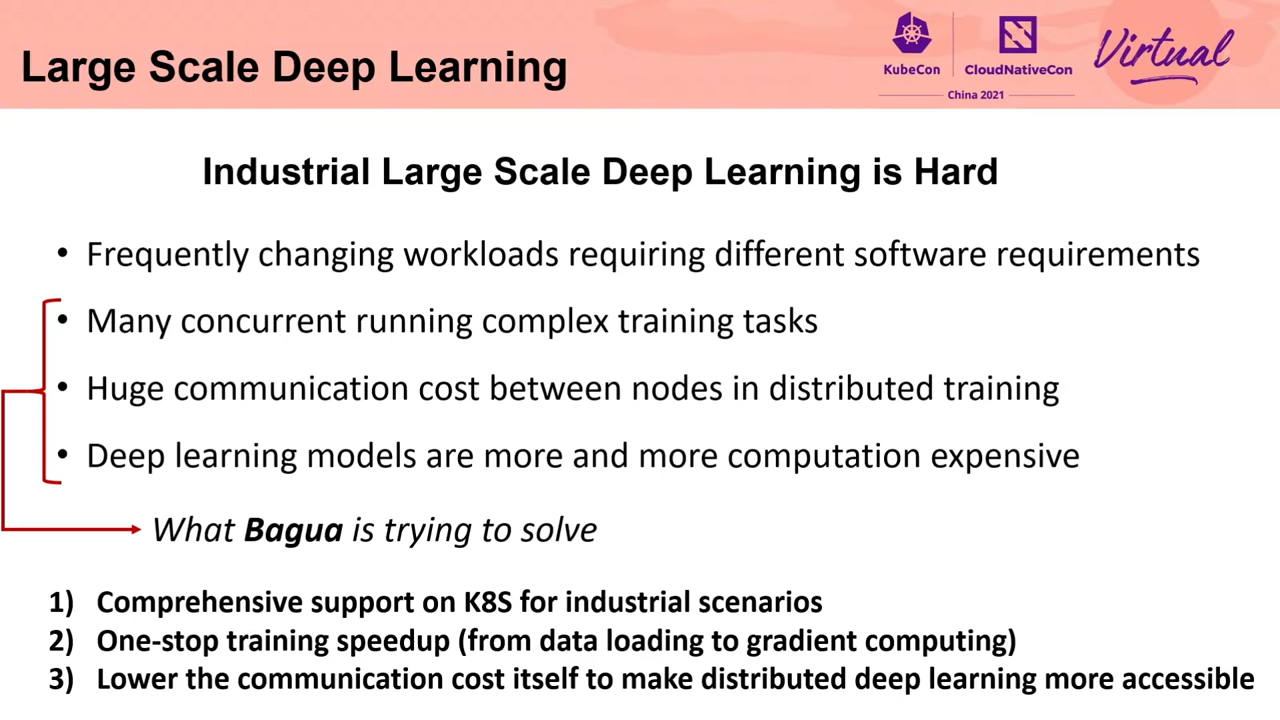 Large Scale Deep Learning
KubeCon
CloudNativeCon
China 2021
Virtual
Industrial Large Scale Deep Learning is Hard
• Frequently changing workloads requiring different software requirements
• Many concurrent running complex training tasks
• Huge communication cost between nodes in distributed training
• Deep learning models are more and more computation expensive
What Bagua is trying to solve
1) Comprehensive support on K8S for industrial scenarios
2) One-stop training speedup (from data loading to gradient computing)
3) Lower the communication cost itself to make distributed deep learning more accessible